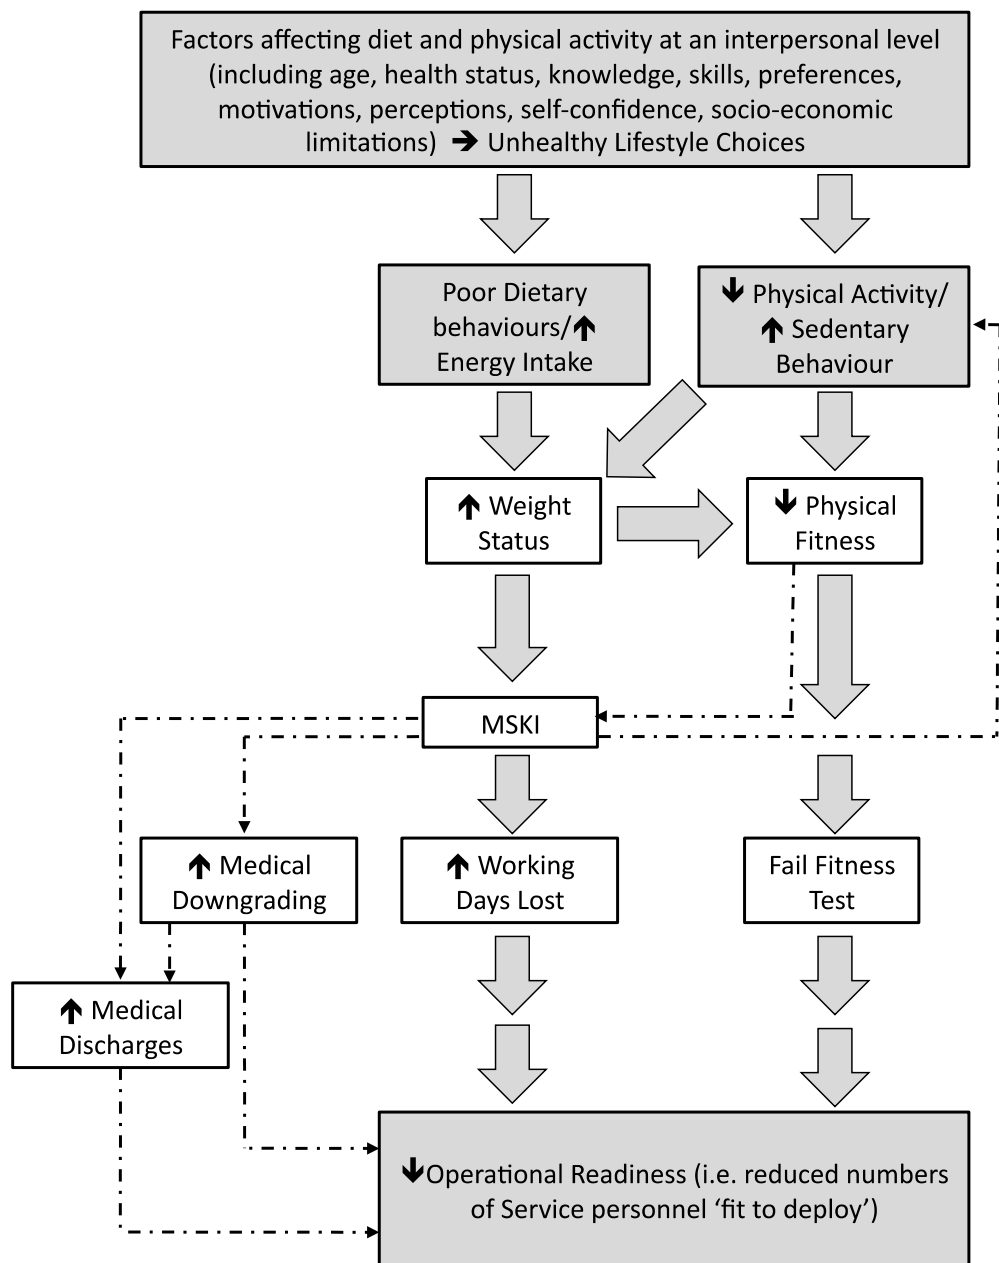 Factors affecting diet and physical activity at an interpersonal level
(including age, health status, knowledge, skills, preferences,
motivations, perceptions, self-confidence, socio-economic
limitations) ➔ Unhealthy Lifestyle Choices
Poor Dietary
behaviours/🡹
Energy Intake
🡻 Physical Activity/
🡹 Sedentary
Behaviour
🡹 Weight
Status
🡻 Physical
Fitness
MSKI
🡹 Medical
Downgrading
🡹 Working
Days Lost
Fail Fitness
Test
🡹 Medical
Discharges
🡻Operational Readiness (i.e. reduced numbers
of Service personnel ‘fit to deploy’)